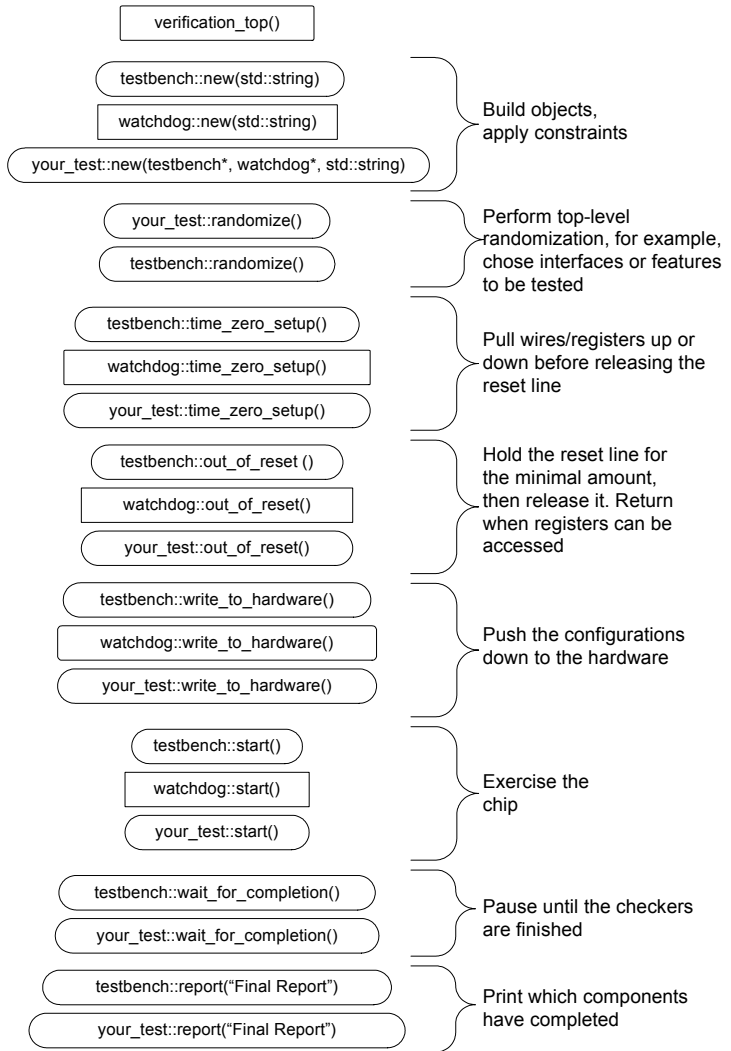 verification_top()
testbench::new(std::string)
watchdog::new(std::string)
your_test::new(testbench*, watchdog*, std::string)
Build objects,
apply constraints
your_test::randomize()
testbench::randomize()
Perform top-level
randomization, for example,
chose interfaces or features
to be tested
testbench::time_zero_setup()
watchdog::time_zero_setup()
your_test::time_zero_setup()
Pull wires/registers up or
down before releasing the
reset line
testbench::out_of_reset ()
watchdog::out_of_reset()
your_test::out_of_reset()
Hold the reset line for
the minimal amount,
then release it. Return
when registers can be
accessed
testbench::write_to_hardware()
watchdog::write_to_hardware()
your_test::write_to_hardware()
Push the configurations
down to the hardware
testbench::start()
watchdog::start()
your_test::start()
Exercise the
chip
testbench::wait_for_completion()
your_test::wait_for_completion()
Pause until the checkers
are finished
testbench::report(“Final Report”)
your_test::report(“Final Report”)
Print which components
have completed